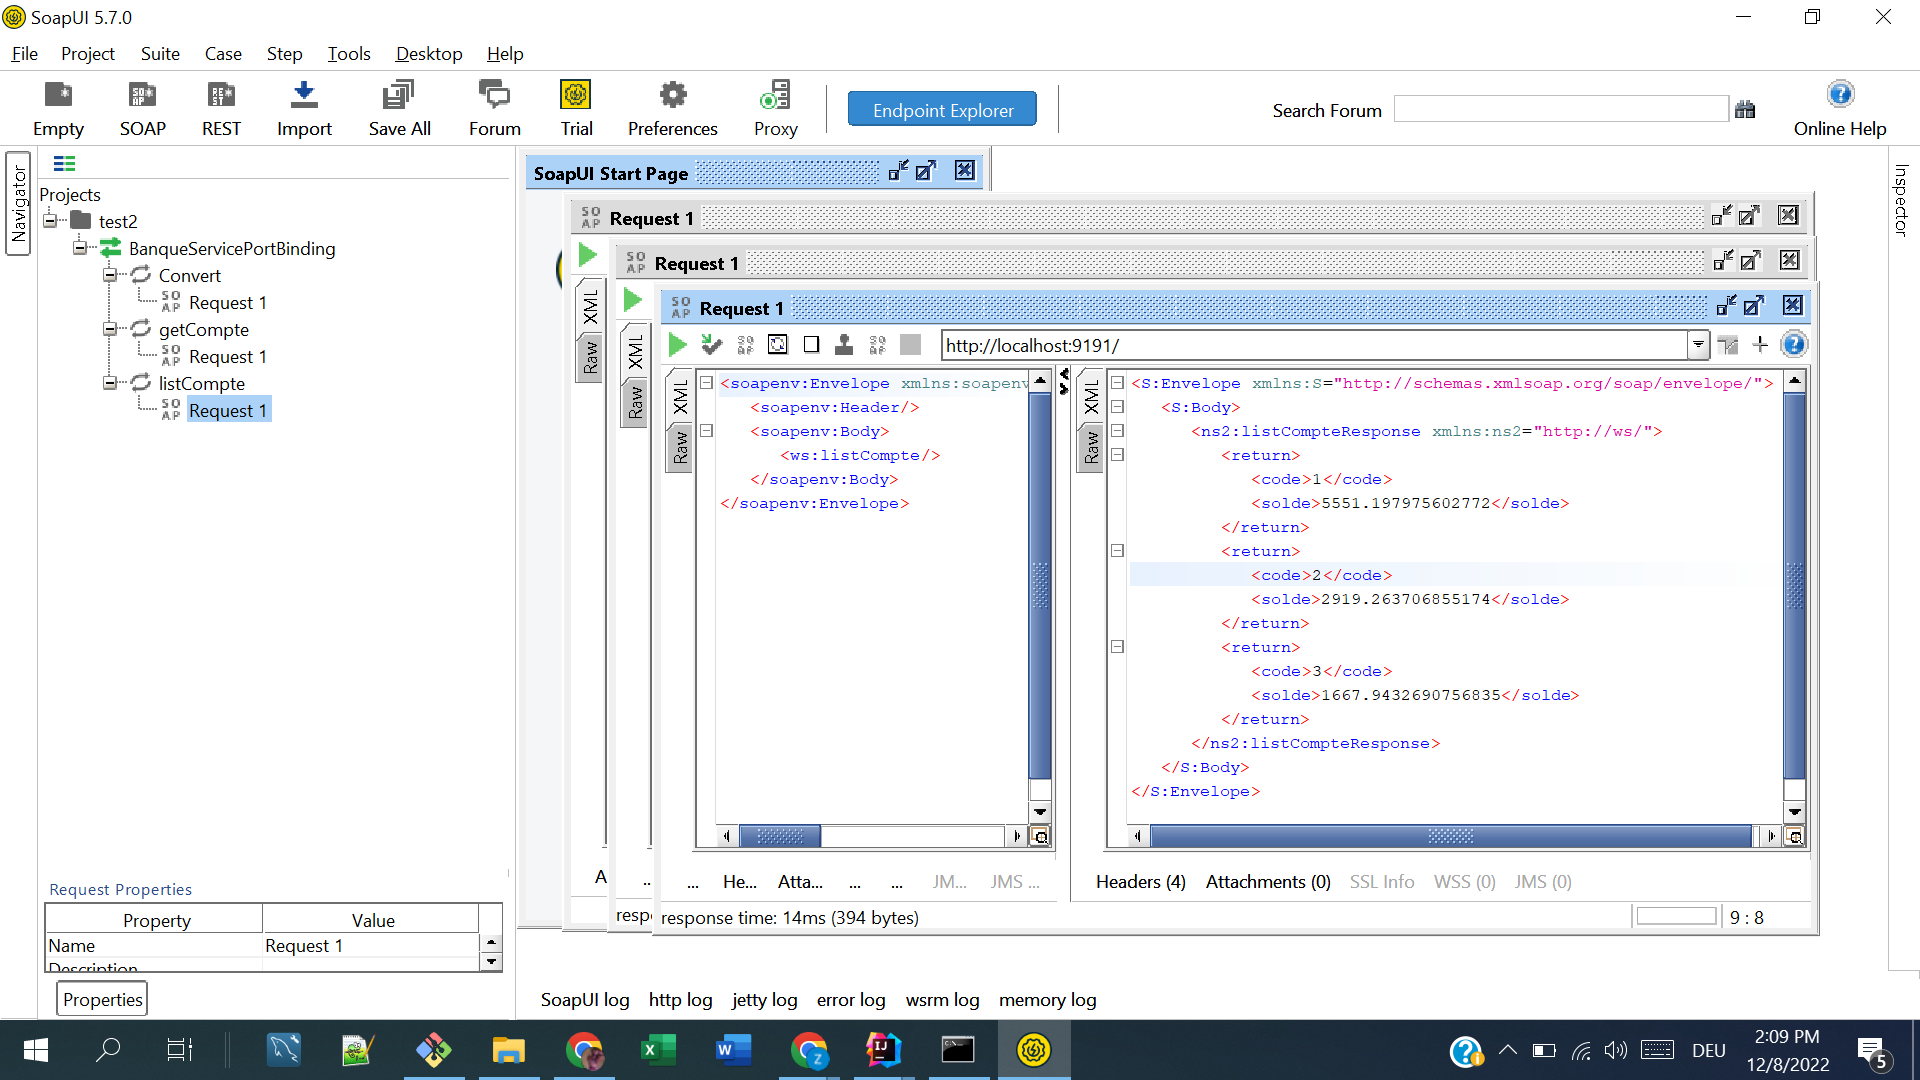 SoapUI 5.7.0
File Project Suite Case Step Tools Desktop Help
Empty SOAP REST Import Save All Forum Trial Preferences Proxy
Endpoint Explorer
Search Forum
Online Help
Navigator
Projects
test2
BanqueServicePortBinding
Convert
Request 1
getCompte
Request 1
listCompte
Request 1
Request Properties
Property Value
Name Request 1
Description
Properties
SoapUI Start Page
Request 1
XML
Raw
A
Request 1
XML
Raw
...
resp
Request 1
http://localhost:9191/
XML
Raw
<soapenv:Envelope xmlns:soapenv
<soapenv:Header/>
<soapenv:Body>
<ws:listCompte/>
</soapenv:Body>
</soapenv:Envelope>
... He... Atta... ... ... JM... JMS ...
XML
Raw
<S:Envelope xmlns:S="http://schemas.xmlsoap.org/soap/envelope/">
<S:Body>
<ns2:listCompteResponse xmlns:ns2="http://ws/">
<return>
<code>1</code>
<solde>5551.197975602772</solde>
</return>
<return>
<code>2</code>
<solde>2919.263706855174</solde>
</return>
<return>
<code>3</code>
<solde>1667.9432690756835</solde>
</return>
</ns2:listCompteResponse>
</S:Body>
</S:Envelope>
Headers (4) Attachments (0) SSL Info WSS (0) JMS (0)
response time: 14ms (394 bytes)
9 : 8
Inspector
SoapUI log http log jetty log error log wsrm log memory log
DEU
2:09 PM
12/8/2022
5